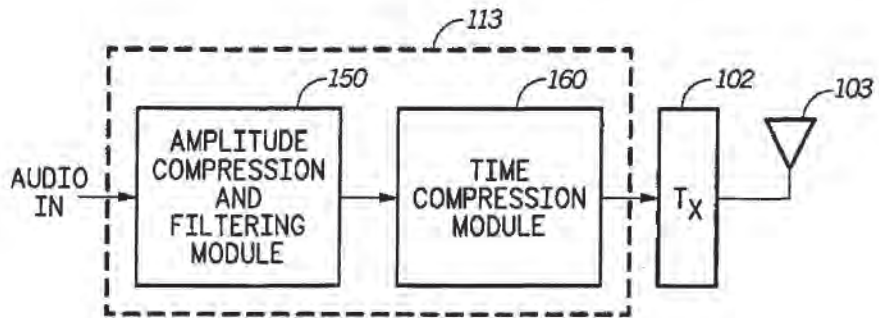 113
150
160
102
103
AUDIO
IN
AMPLITUDE
COMPRESSION
AND
FILTERING
MODULE
TIME
COMPRESSION
MODULE
TX